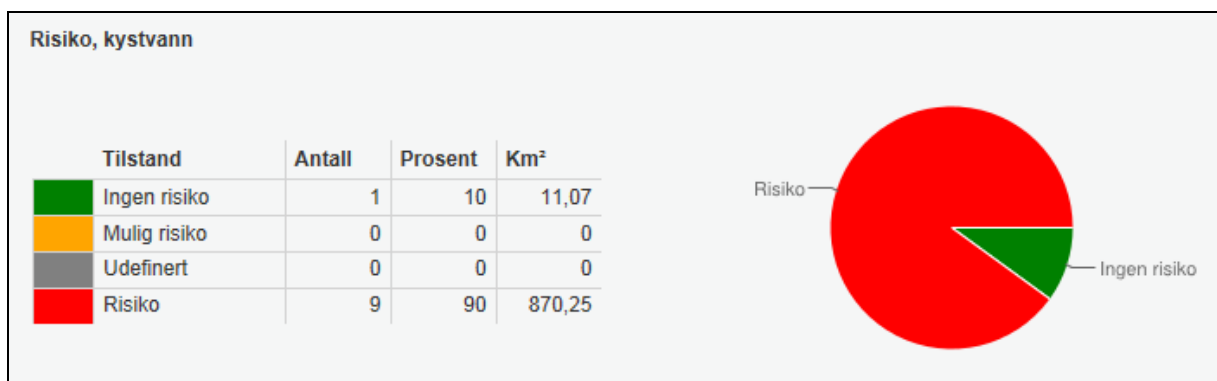 Risiko, kystvann
Tilstand Antall Prosent Km²
Ingen risiko 1 10 11,07
Mulig risiko 0 0 0
Udefinert 0 0 0
Risiko 9 90 870,25
Risiko
Ingen risiko